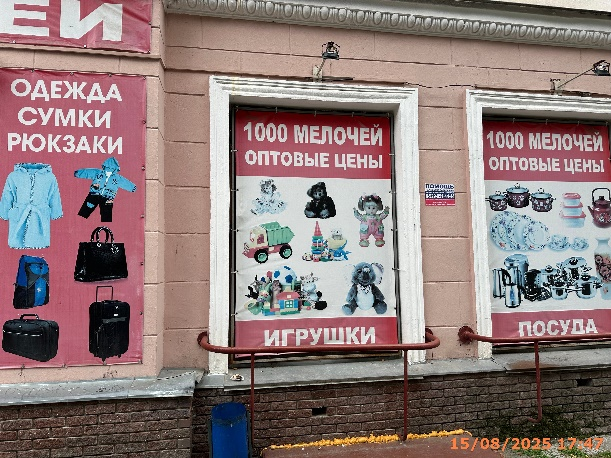 ЕЙ
ОДЕЖДА
СУМКИ
РЮКЗАКИ
1000 МЕЛОЧЕЙ
ОПТОВЫЕ ЦЕНЫ
ИГРУШКИ
ПОМОЩЬ
1000 МЕЛОЧЕЙ
ОПТОВЫЕ ЦЕНЫ
ПОСУДА
15/08/2025 17:47